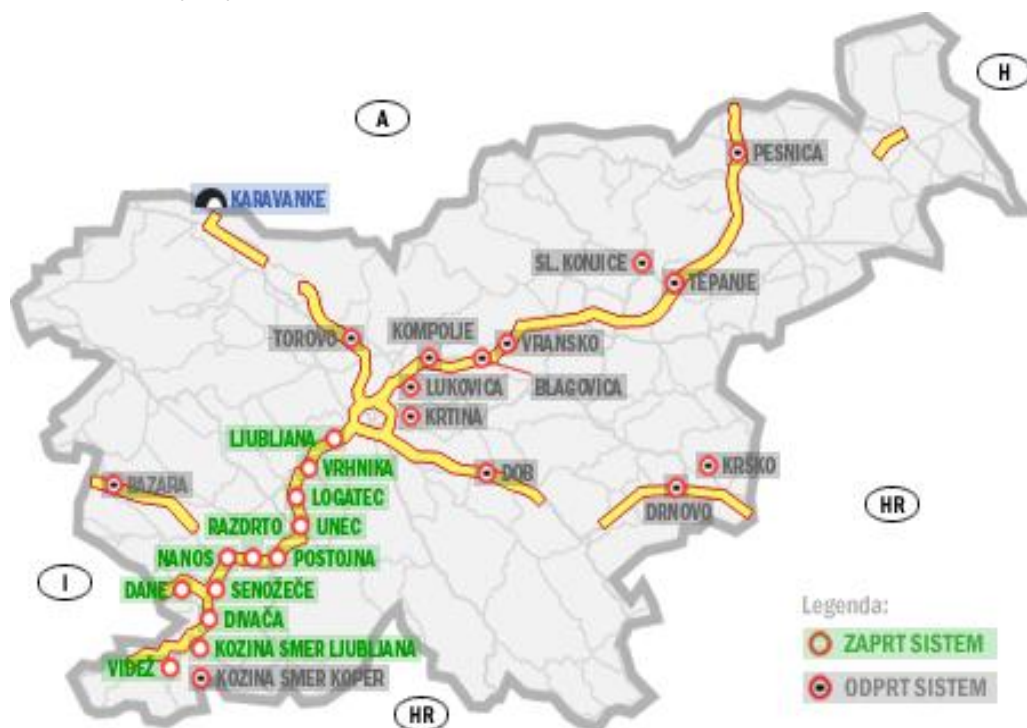 H
A
PESNICA
KARAVANKE
SL. KONJICE
TEPANJE
KOMPOLJE
TOROVO
VRANSKO
LUKOVICA
BLAGOVICA
KRTINA
LJUBLJANA
VRHNIKA
DOB
KRŠKO
BAZARA
LOGATEC
DRNOVO
HR
RAZDRTO
UNEC
NANOS
POSTOJNA
I
DANE
SENOŽEČE
DIVAČA
Legenda:
KOZINA SMER LJUBLJANA
ZAPRT SISTEM
VIDEŽ
KOZINA SMER KOPER
ODPRT SISTEM
HR